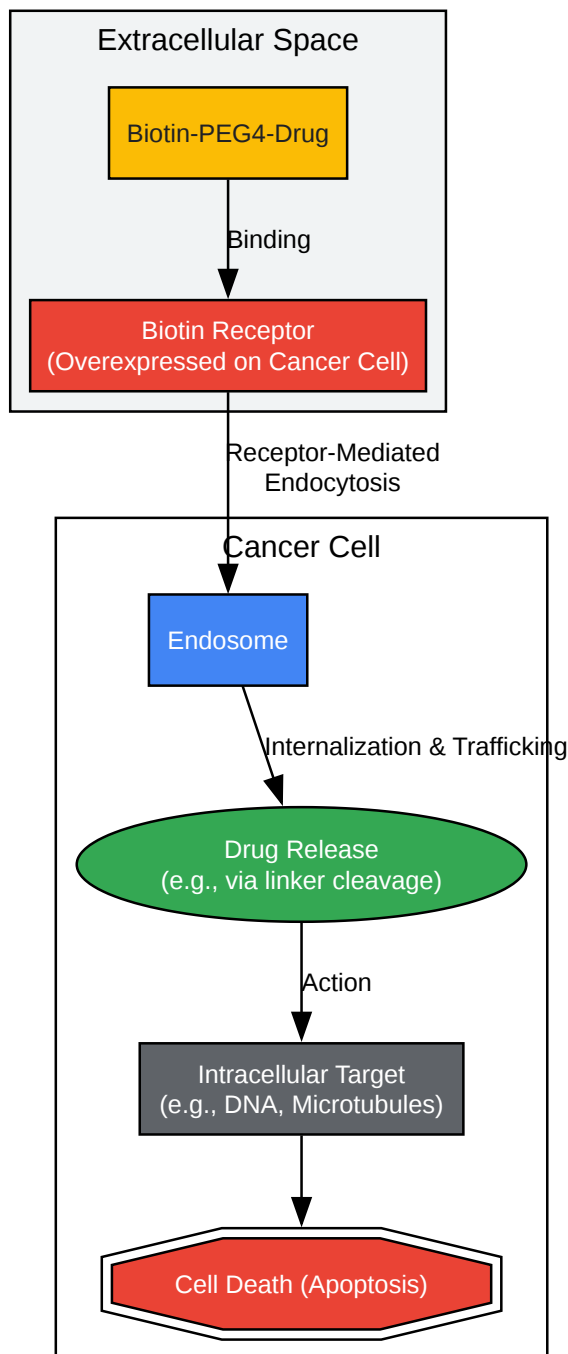 Extracellular Space
Biotin-PEG4-Drug
Binding
Biotin Receptor
(Overexpressed on Cancer Cell)
Receptor-Mediated
Endocytosis
Cancer Cell
Endosome
Internalization & Trafficking
Drug Release
(e.g., via linker cleavage)
Action
Intracellular Target
(e.g., DNA, Microtubules)
Cell Death (Apoptosis)